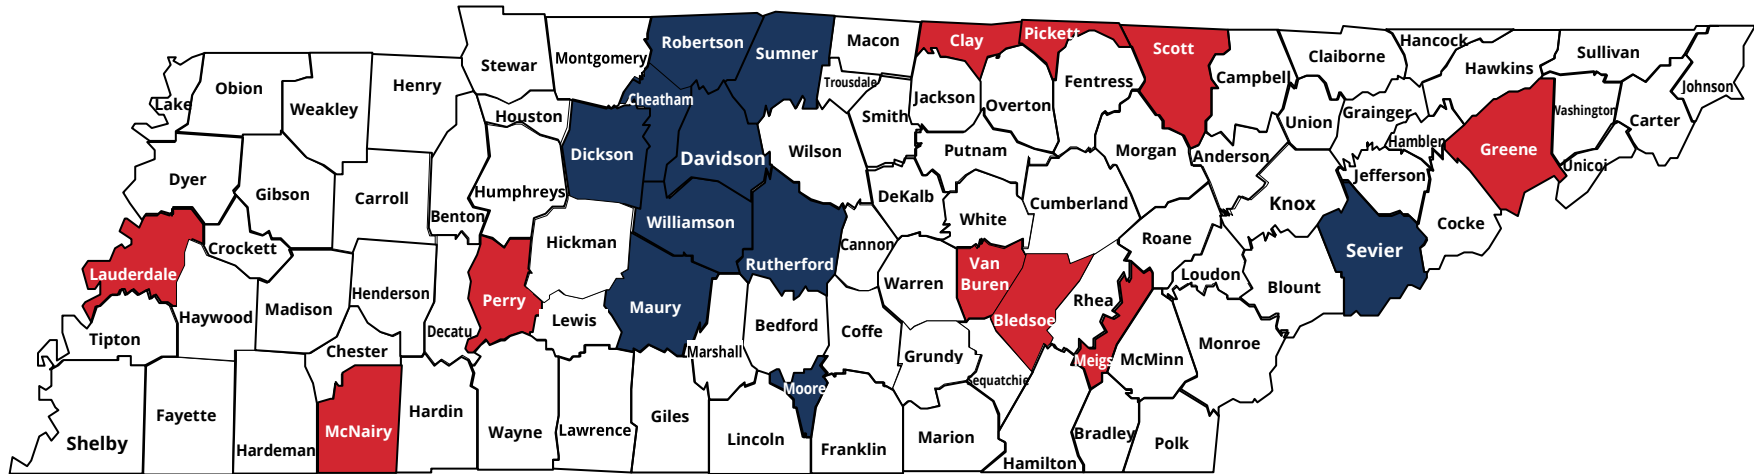 Lake
Obion
Weakley
Henry
Stewar
Montgomery
Robertson
Sumner
Macon
Clay
Pickett
Scott
Claiborne
Hancock
Hawkins
Sullivan
Johnson
Trousdale
Cheatham
Houston
Smith
Jackson
Overton
Fentress
Campbell
Union
Grainger
Hamblen
Greene
Washington
Carter
Unicoi
Dyer
Gibson
Carroll
Benton
Humphreys
Dickson
Davidson
Wilson
Putnam
DeKalb
White
Cumberland
Morgan
Anderson
Knox
Jefferson
Cocke
Sevier
Lauderdale
Crockett
Haywood
Madison
Henderson
Decatu
Perry
Hickman
Lewis
Williamson
Maury
Rutherford
Cannon
Warren
Van
Buren
Bledsoe
Rhea
Roane
Loudon
Blount
Monroe
McMinn
Meigs
Tipton
Chester
Marshall
Bedford
Coffe
Grundy
Sequatchie
Moore
Shelby
Fayette
Hardeman
McNairy
Hardin
Wayne
Lawrence
Giles
Lincoln
Franklin
Marion
Hamilton
Bradley
Polk